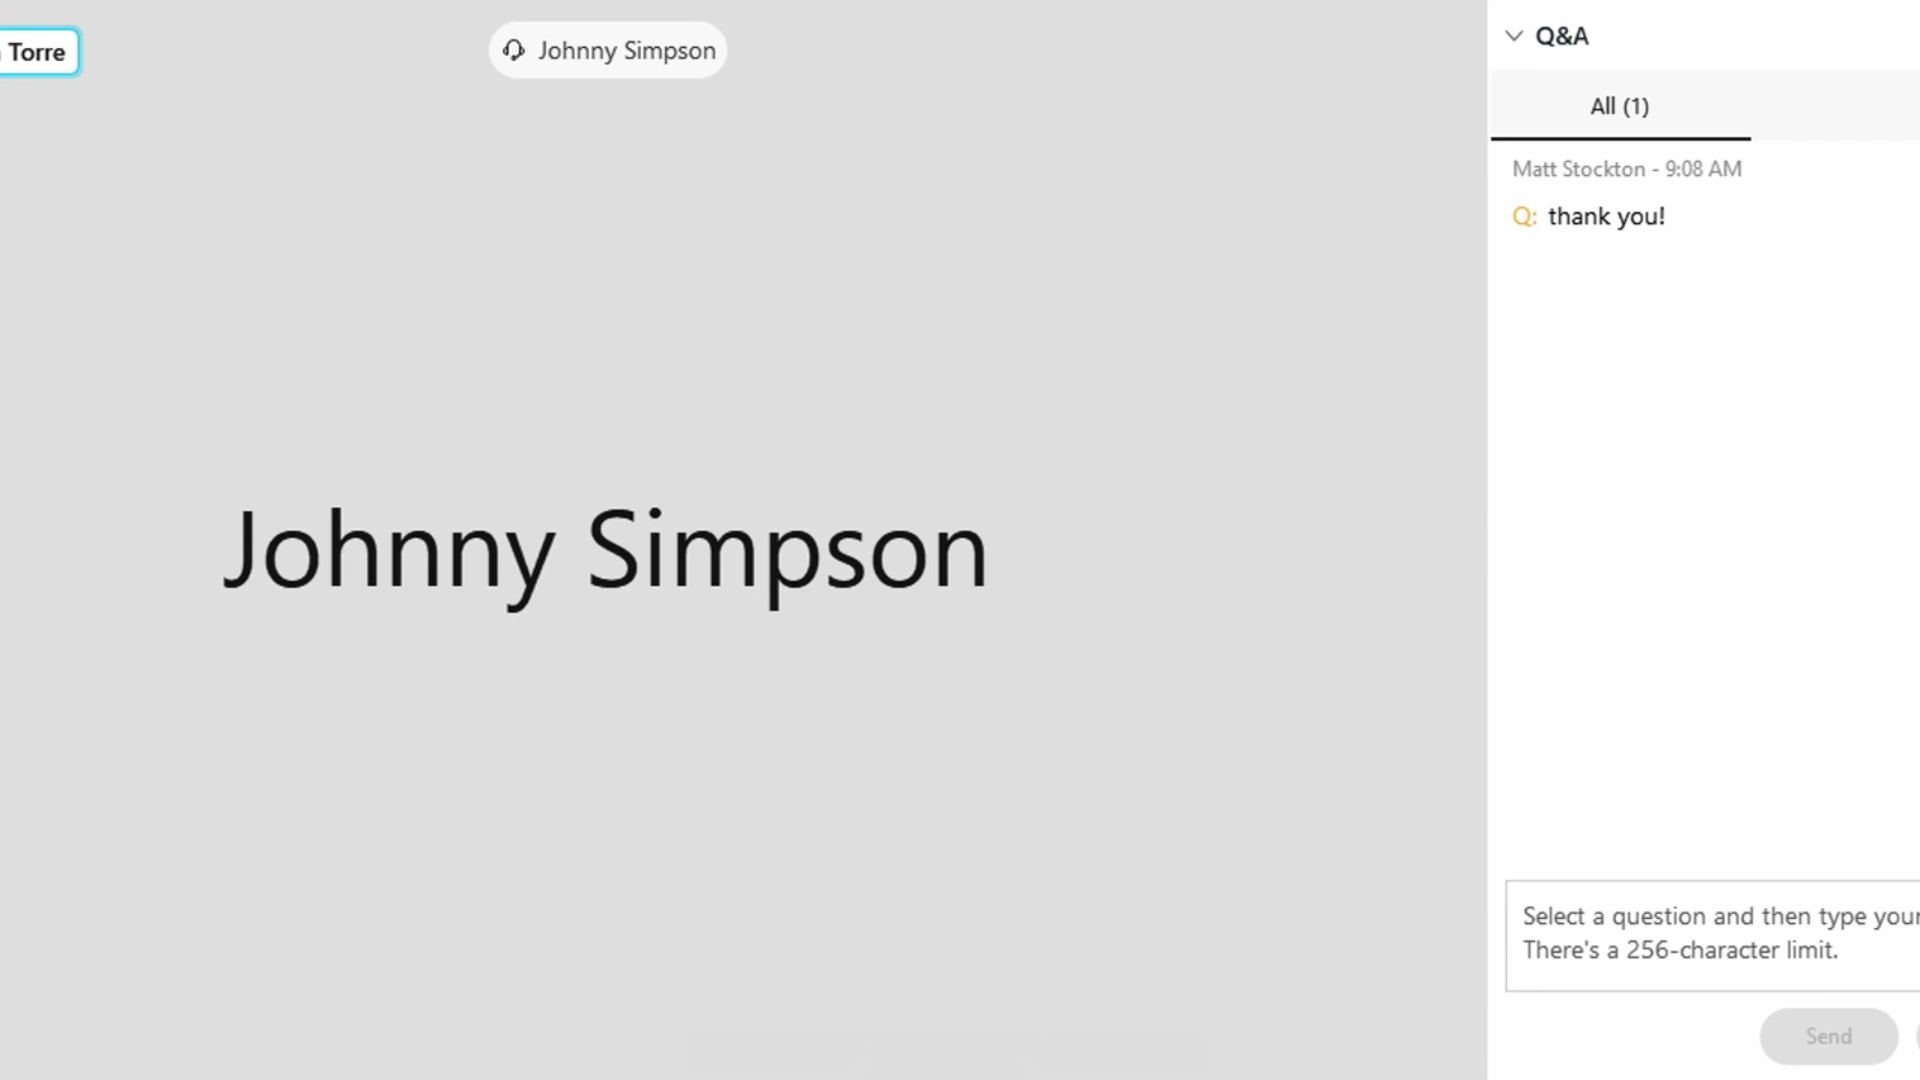 Torre
Johnny Simpson
Johnny Simpson
Q&A
All (1)
Matt Stockton - 9:08 AM
Q: thank you!
Select a question and then type your
There's a 256-character limit.
Send